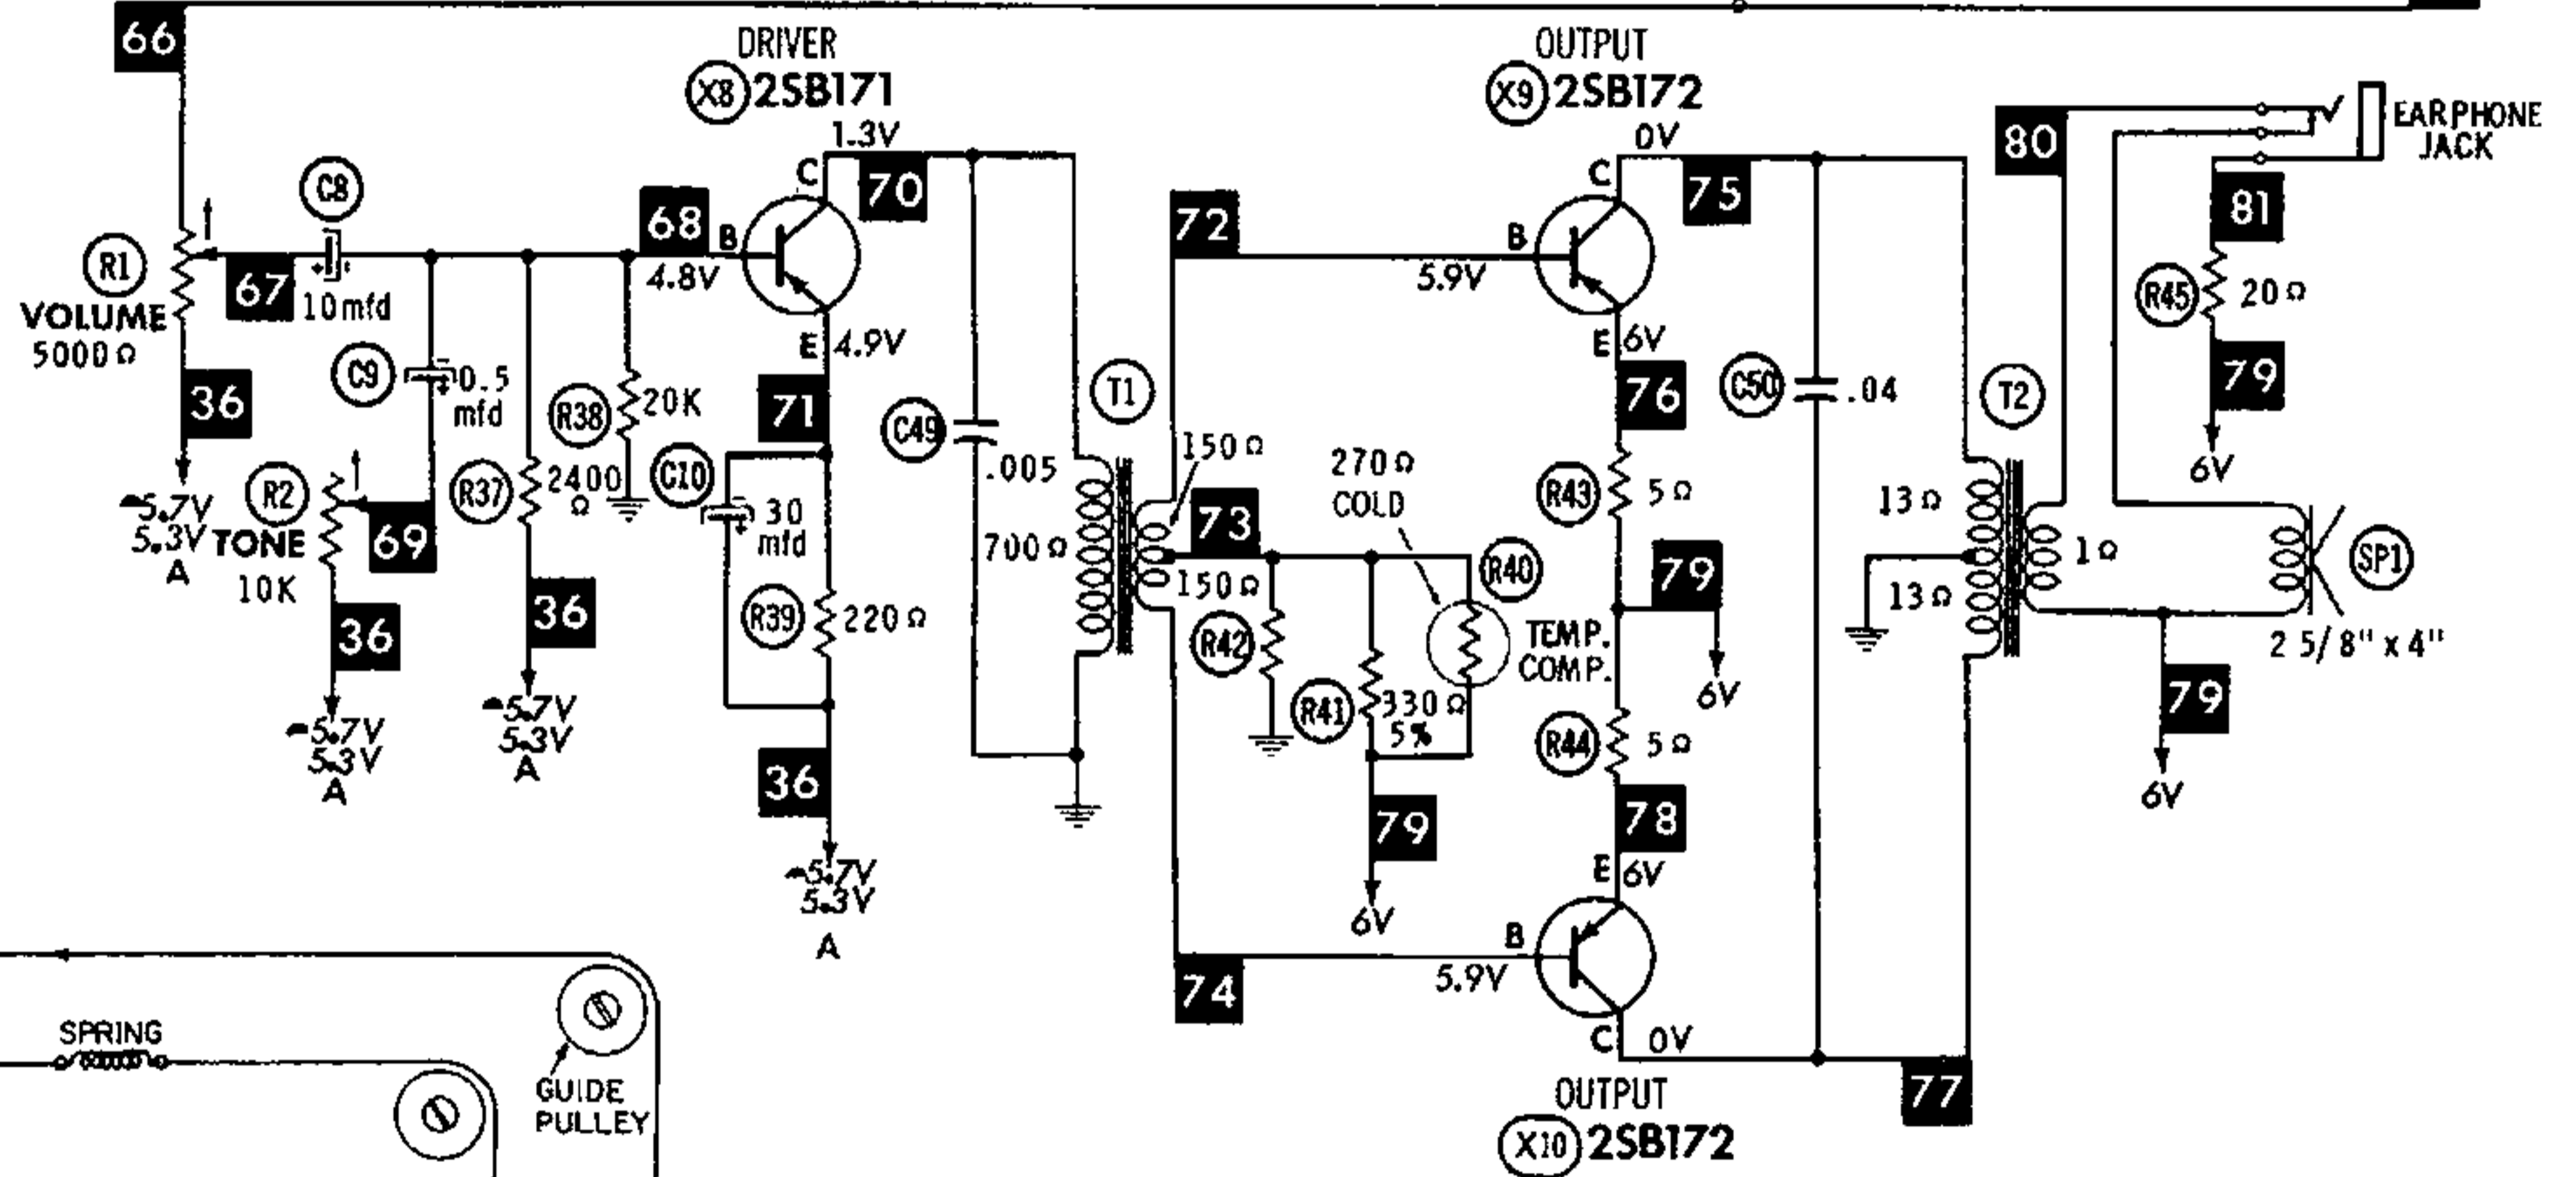 66
DRIVER
X8 2SB171
OUTPUT
X9 2SB172
1.3V
0V
C
C
70
75
80
EARPHONE
JACK
C8
68
B
72
B
81
R1
67
10mfd
4.8V
5.9V
R45
20Ω
VOLUME
5000Ω
E 4.9V
E 6V
C9
0.5
mfd
36
R38
20K
71
T1
76
C50
.04
T2
79
C49
.005
6V
150Ω
270Ω
COLD
R2
TONE
10K
69
R37
2400
Ω
C10
30
mfd
73
R43
5Ω
13Ω
5.7V
5.3V
A
700Ω
150Ω
R40
79
1Ω
SP1
36
36
R39
220Ω
R42
TEMP.
COMP.
13Ω
2 5/8" x 4"
6V
R41
330Ω
5%
79
5.7V
5.3V
A
5.7V
5.3V
A
R44
5Ω
36
79
78
6V
5.7V
5.3V
A
6V
E 6V
B
5.9V
74
C 0V
77
SPRING
GUIDE
PULLEY
OUTPUT
X10 2SB172